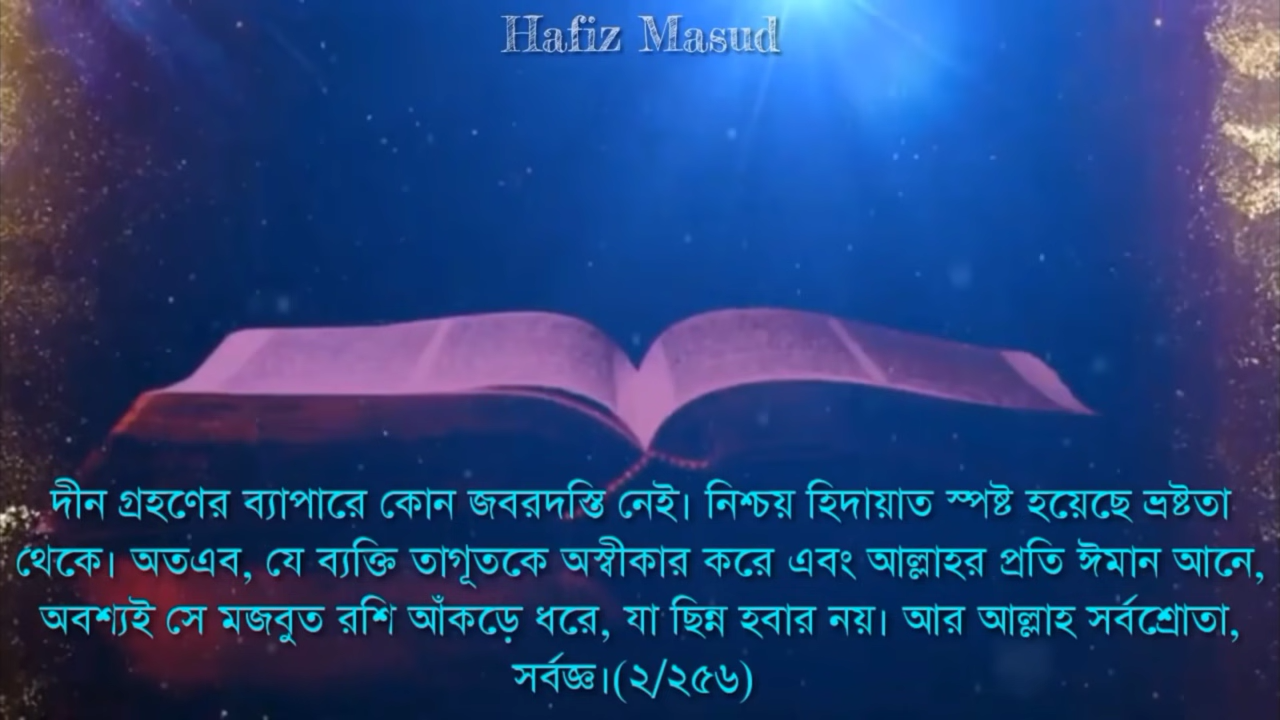 Hafiz Masud
দীন গ্রহণের ব্যাপারে কোন জবরদস্তি নেই। নিশ্চয় হিদায়াত স্পষ্ট হয়েছে ভ্রষ্টতা
থেকে। অতএব, যে ব্যক্তি তাগূতকে অস্বীকার করে এবং আল্লাহর প্রতি ঈমান আনে,
অবশ্যই সে মজবুত রশি আঁকড়ে ধরে, যা ছিন্ন হবার নয়। আর আল্লাহ সর্বশ্রোতা,
সর্বজ্ঞ।(২/২৫৬)